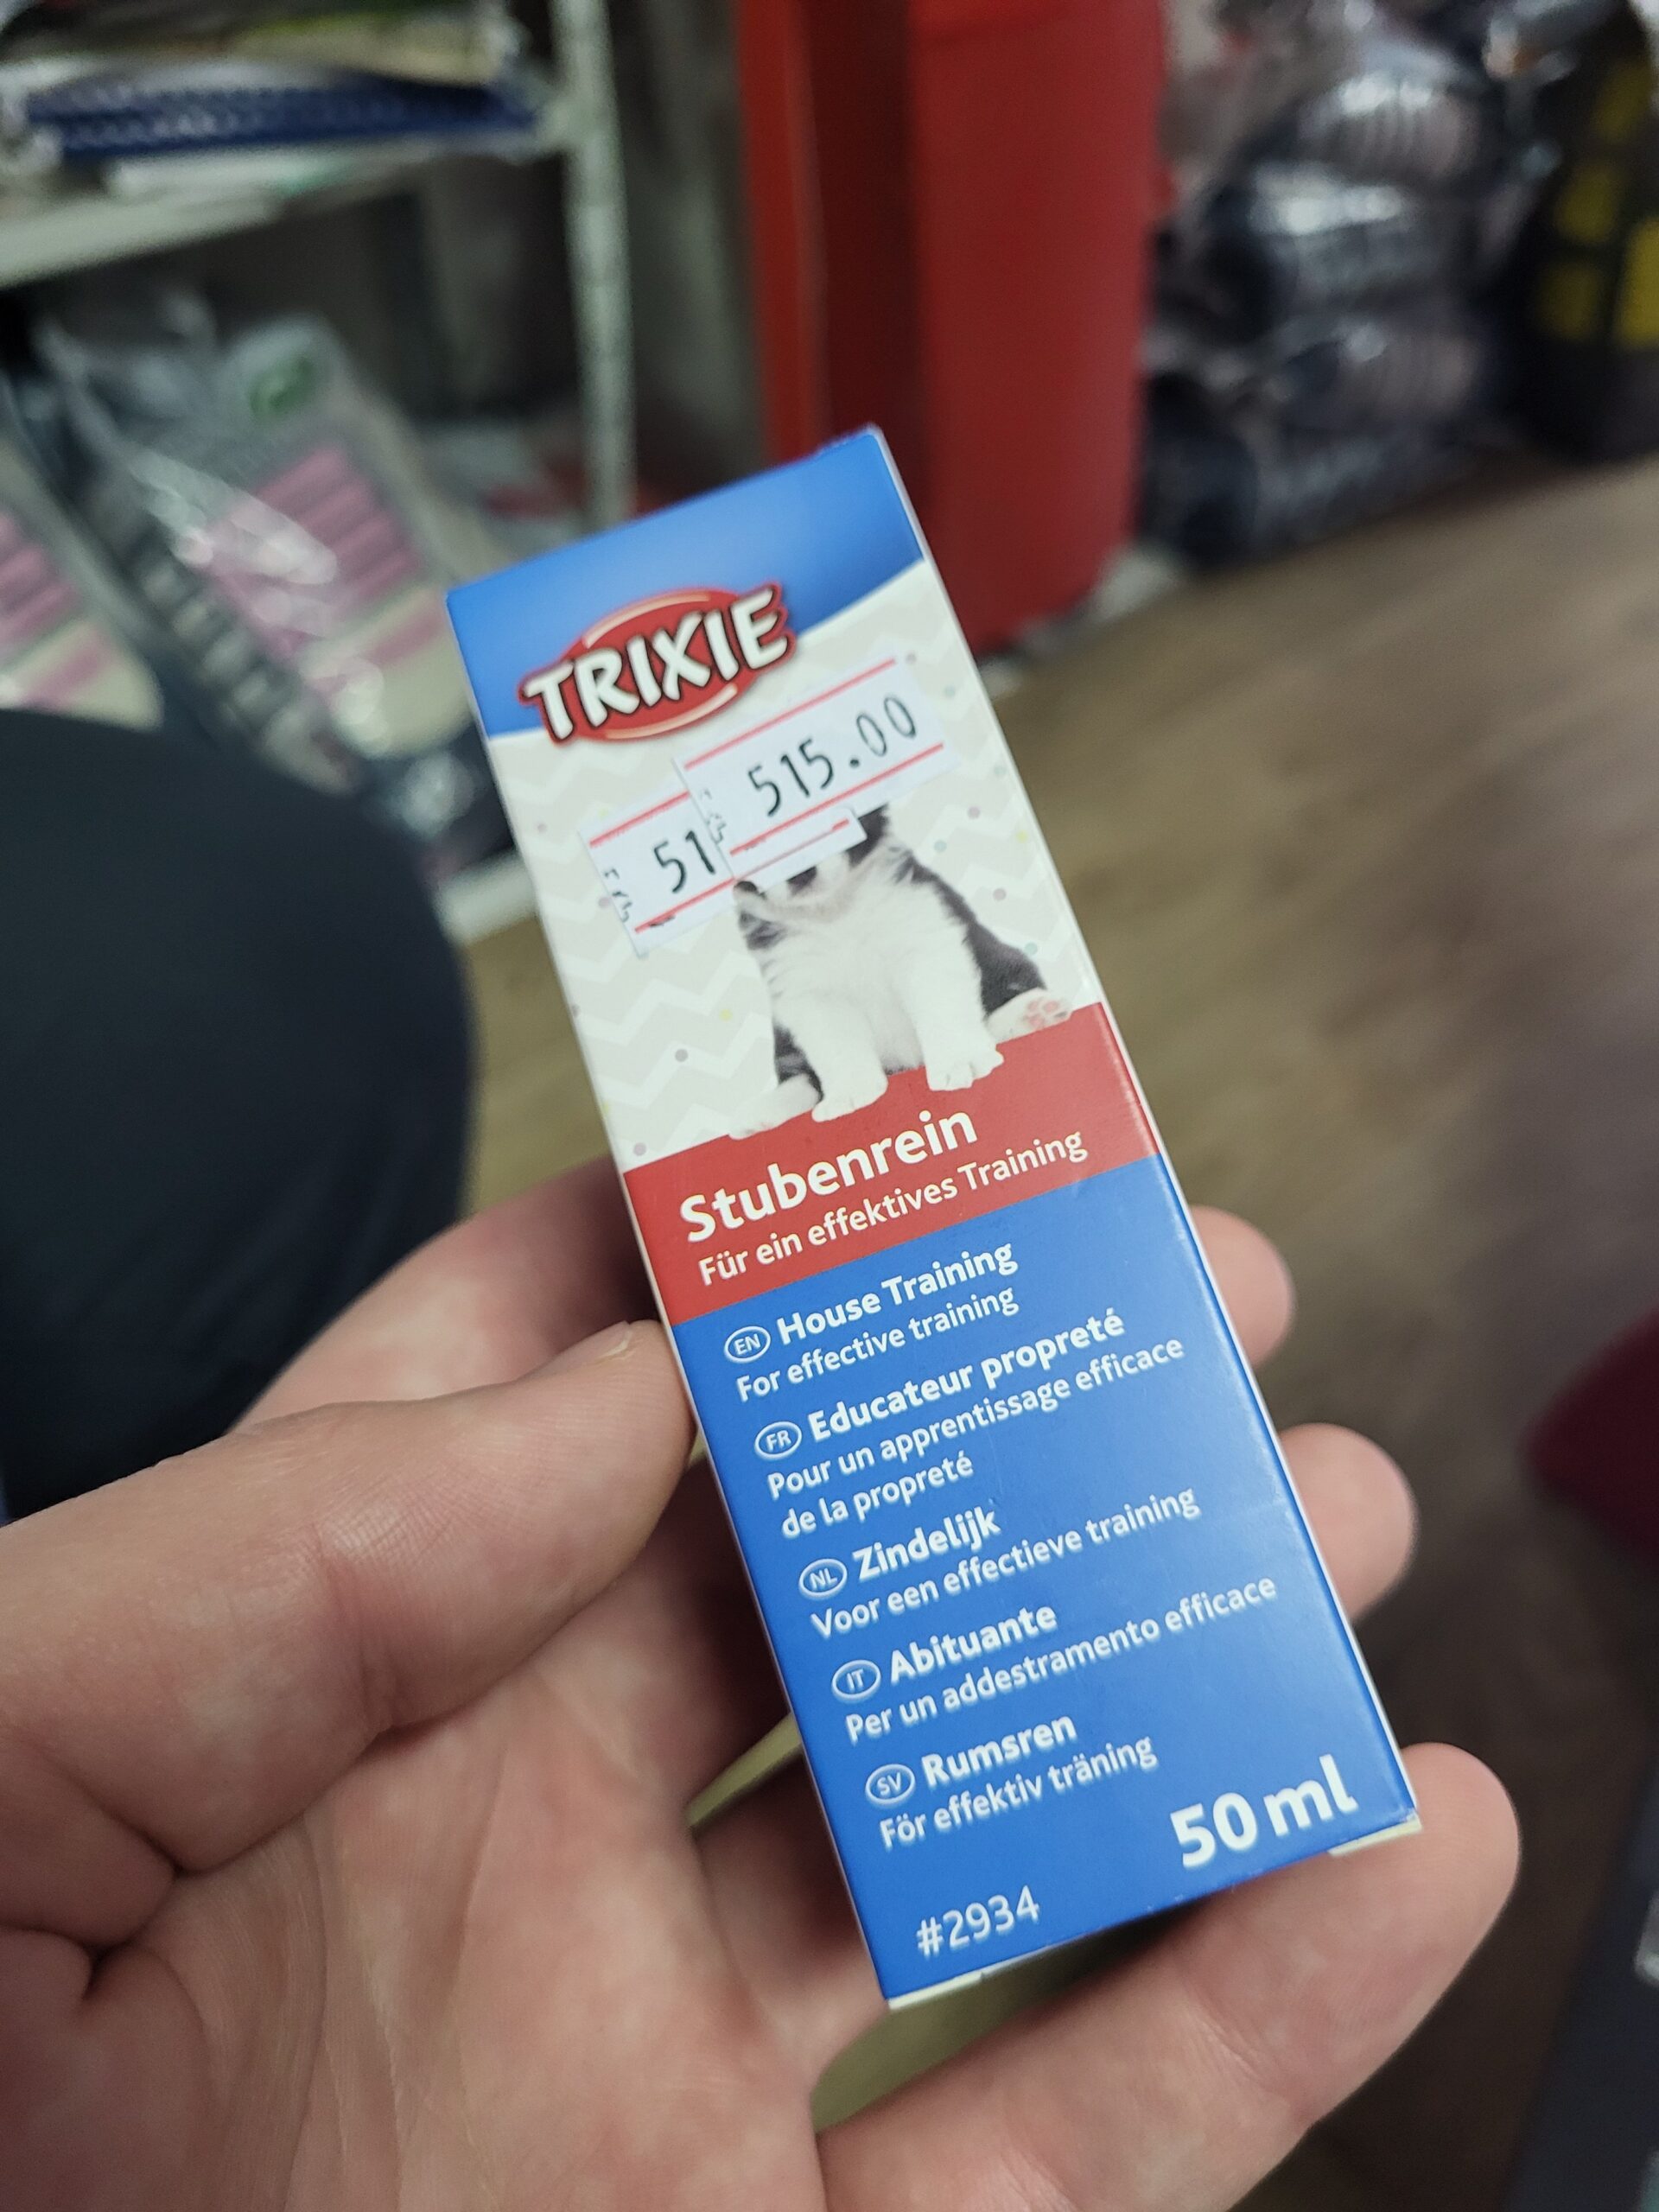 TRIXIE
515.00
51
Stubenrein
Für ein effektives Training
EN House Training
For effective training
FR Educateur propreté
Pour un apprentissage efficace
de la propreté
NL Zindelijk
Voor een effectieve training
IT Abituante
Per un addestramento efficace
SV Rumsren
För effektiv träning
50 ml
#2934